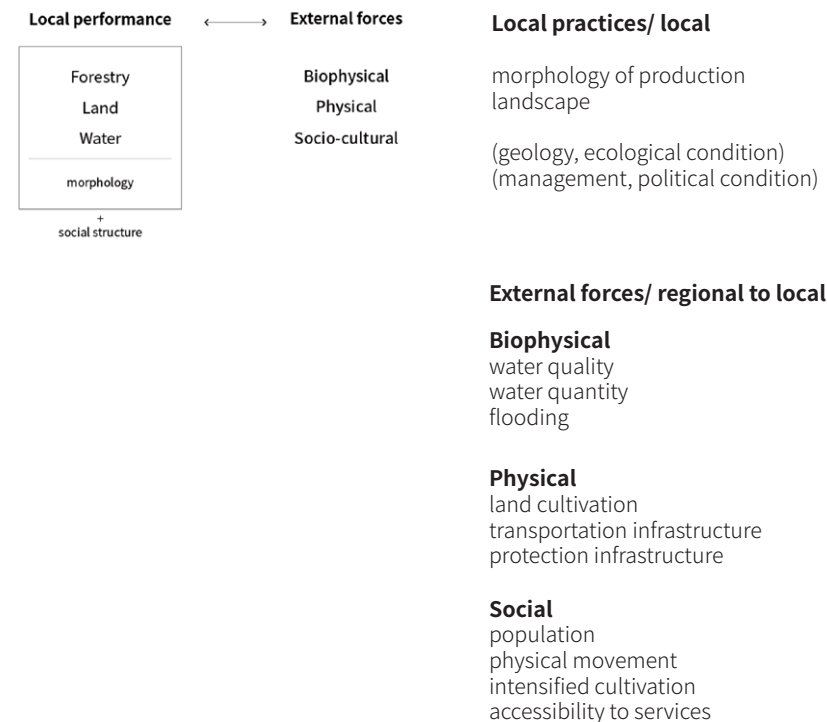 Local performance
External forces
Forestry
Land
Water
morphology
+
social structure
Biophysical
Physical
Socio-cultural
Local practices/ local
morphology of production
landscape
(geology, ecological condition)
(management, political condition)
External forces/ regional to local
Biophysical
water quality
water quantity
flooding
Physical
land cultivation
transportation infrastructure
protection infrastructure
Social
population
physical movement
intensified cultivation
accessibility to services